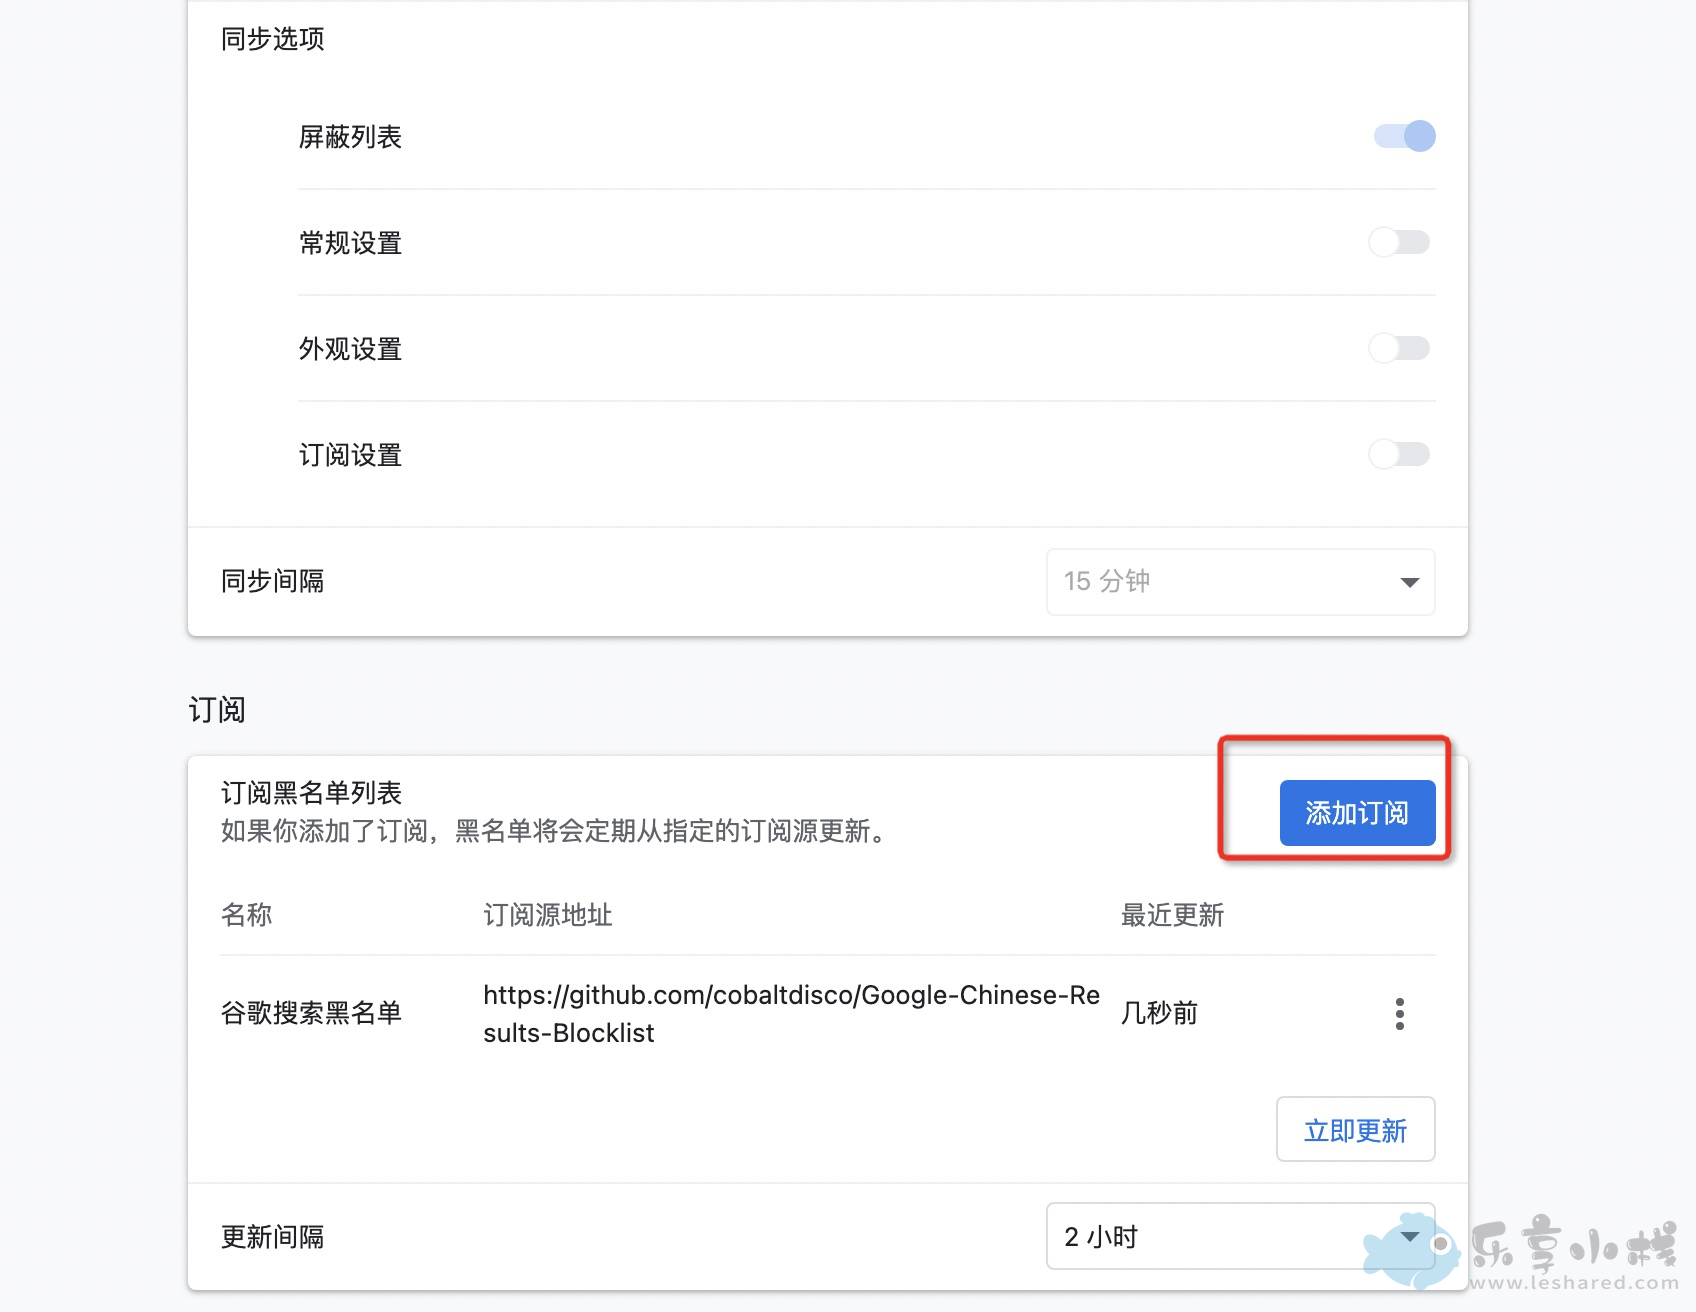 同步选项
屏蔽列表
常规设置
外观设置
订阅设置
同步间隔
15 分钟
订阅
订阅黑名单列表
如果你添加了订阅，黑名单将会定期从指定的订阅源更新。
添加订阅
名称 订阅源地址 最近更新
谷歌搜索黑名单 https://github.com/cobaltdisco/Google-Chinese-Re 几秒前
sults-Blocklist
立即更新
更新间隔
2 小时
乐享小栈
www.leshared.com